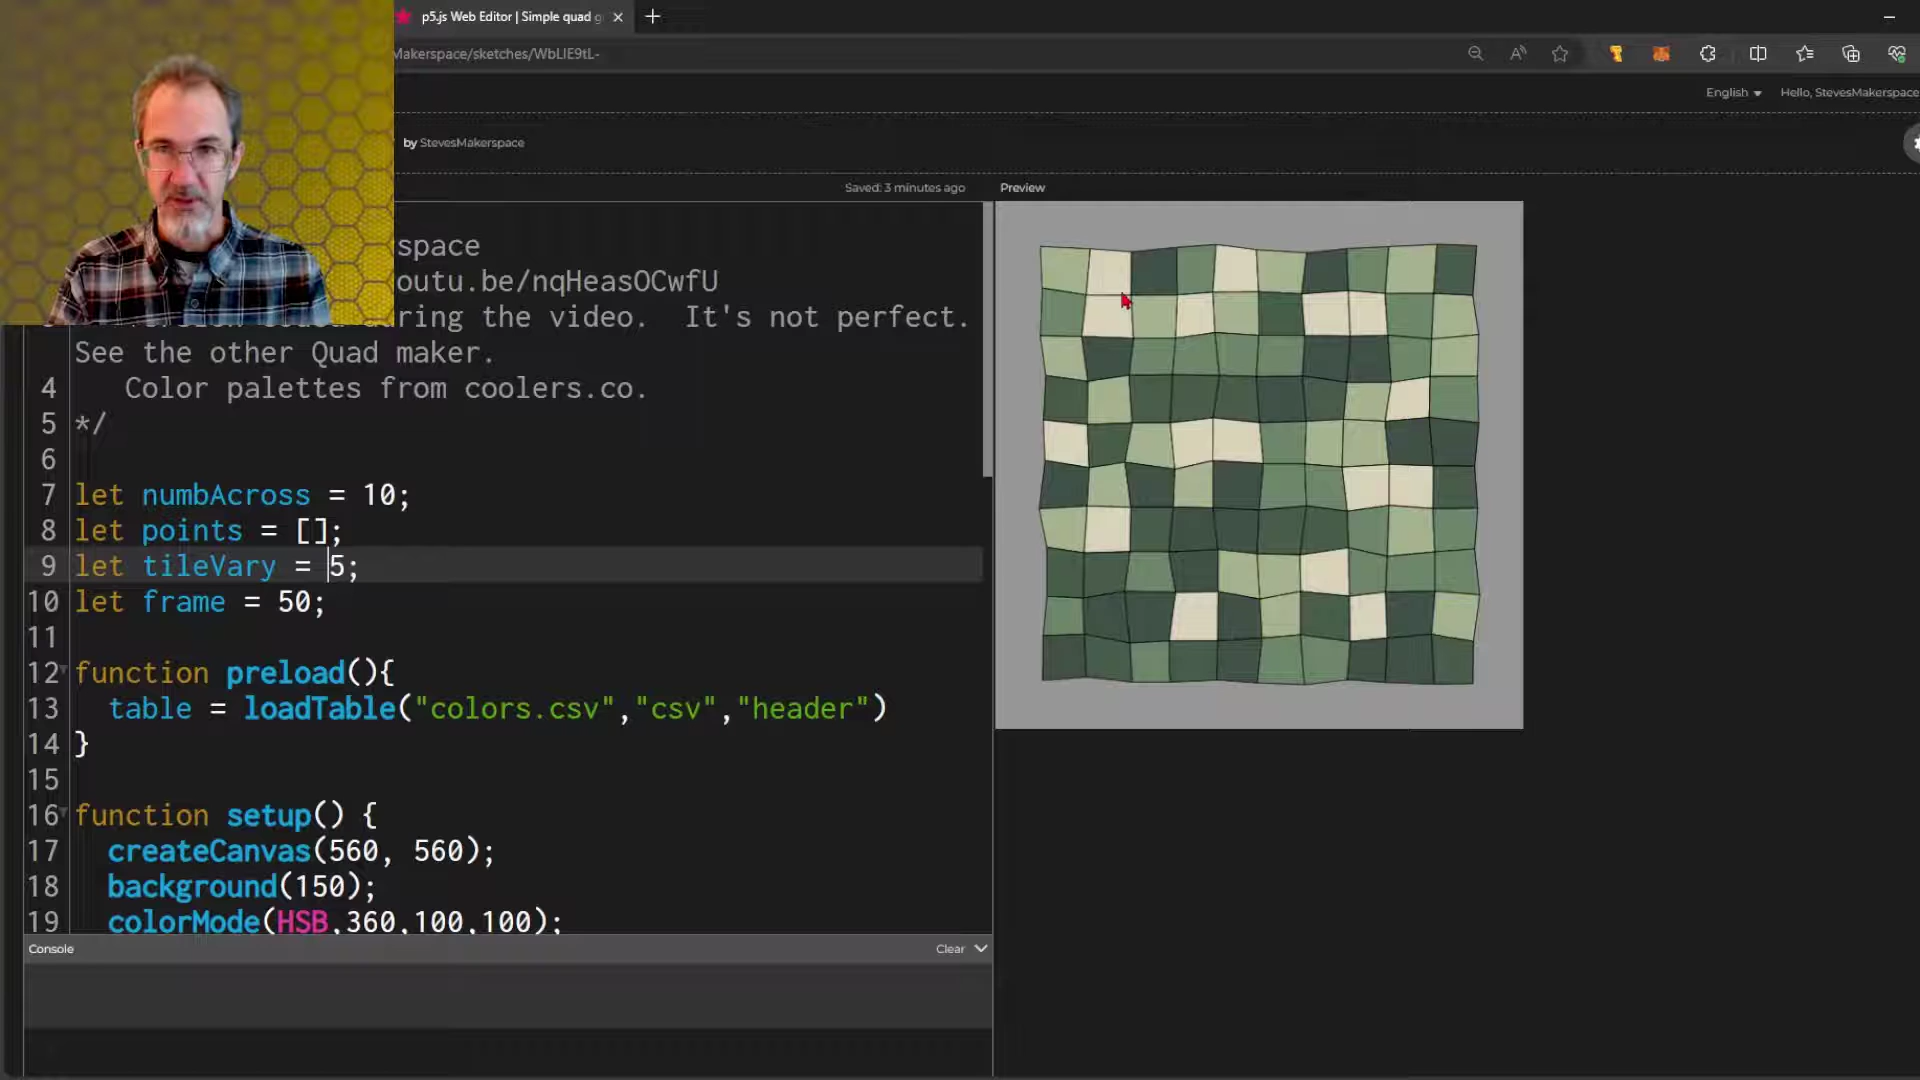 p5.js Web Editor | Simple quad g
Makerspace/sketches/WbLlE9tL-
English
Hello, StevesMakerspace
by StevesMakerspace
Saved: 3 minutes ago
Preview
rspace
outu.be/nqHeasOCwfU
during the video.  It's not perfect.
See the other Quad maker.
4 Color palettes from coolers.co.
5 */
6
7 let numbAcross = 10;
8 let points = [];
9 let tileVary = 5;
10 let frame = 50;
11
12 function preload(){
13 table = loadTable("colors.csv","csv","header")
14 }
15
16 function setup() {
17 createCanvas(560, 560);
18 background(150);
19 colorMode(HSB,360,100,100);
Console
Clear